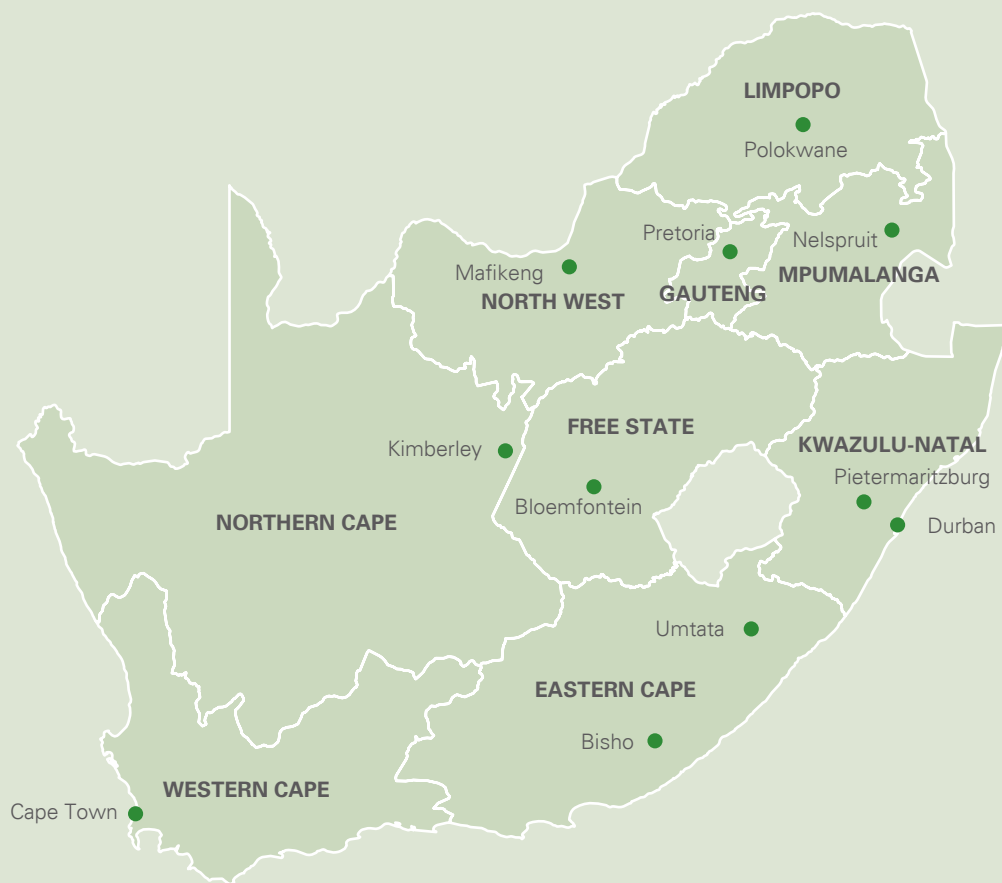 LIMPOPO
Polokwane
Pretoria
Nelspruit
Mafikeng
MPUMALANGA
NORTH WEST
GAUTENG
FREE STATE
Kimberley
KWAZULU-NATAL
Pietermaritzburg
Bloemfontein
NORTHERN CAPE
Durban
Umtata
EASTERN CAPE
Bisho
WESTERN CAPE
Cape Town